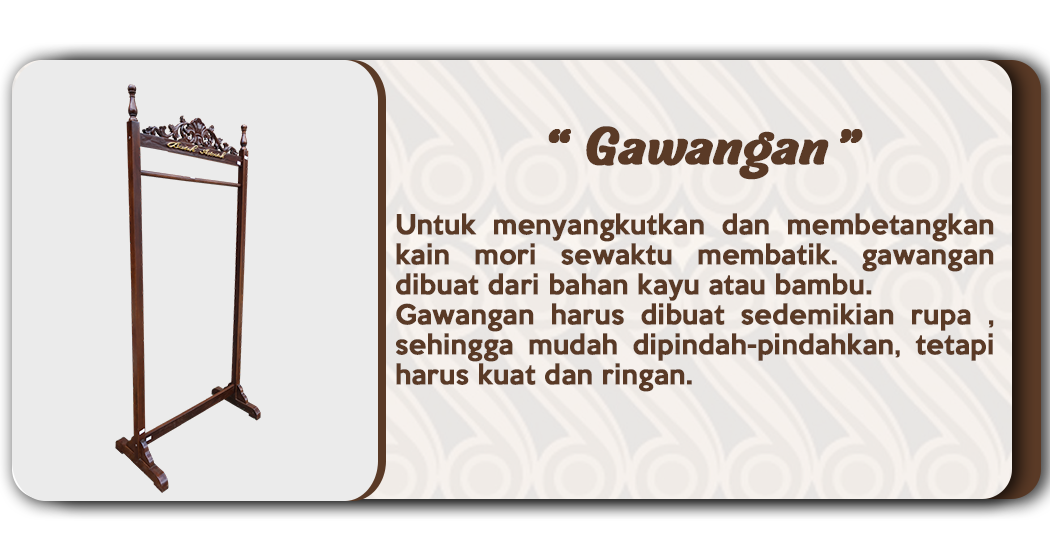 “ Gawangan ”
Untuk menyangkutkan dan membetangkan
kain mori sewaktu membatik. gawangan
dibuat dari bahan kayu atau bambu.
Gawangan harus dibuat sedemikian rupa ,
sehingga mudah dipindah-pindahkan, tetapi
harus kuat dan ringan.